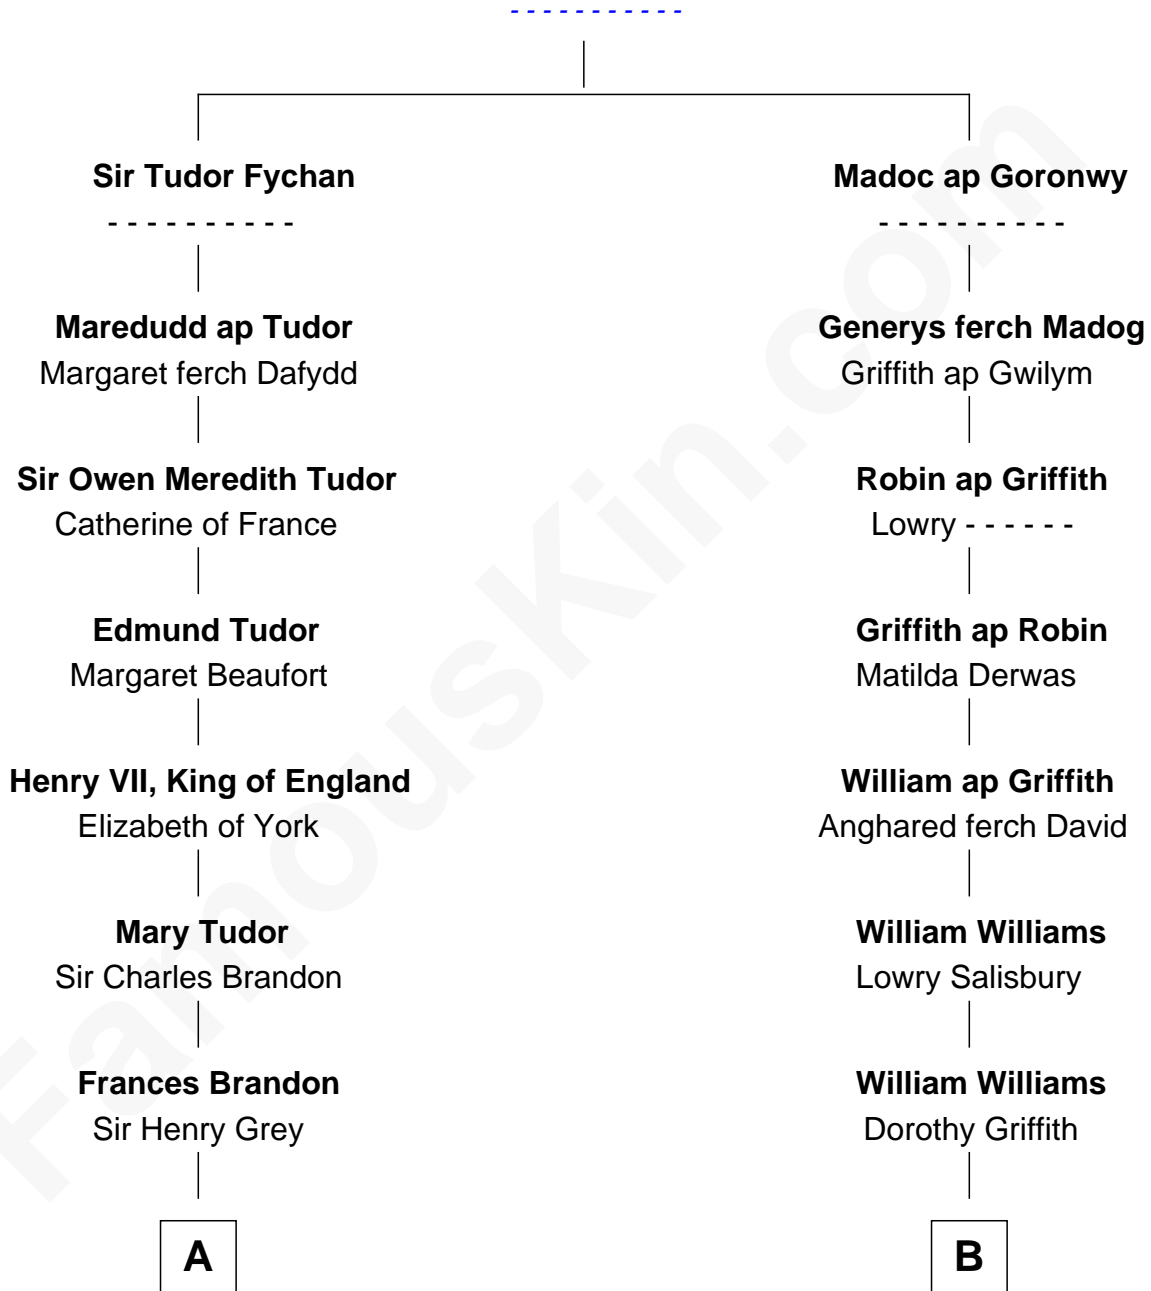 - - - - - - - - - - -
Sir Tudor Fychan
- - - - - - - - - -
Maredudd ap Tudor
Margaret ferch Dafydd
Sir Owen Meredith Tudor
Catherine of France
Edmund Tudor
Margaret Beaufort
Henry VII, King of England
Elizabeth of York
Mary Tudor
Sir Charles Brandon
Frances Brandon
Sir Henry Grey
A
Madoc ap Goronwy
- - - - - - - - - -
Generys ferch Madog
Griffith ap Gwilym
Robin ap Griffith
Lowry - - - - - -
Griffith ap Robin
Matilda Derwas
William ap Griffith
Anghared ferch David
William Williams
Lowry Salisbury
William Williams
Dorothy Griffith
B
FamousKin.com